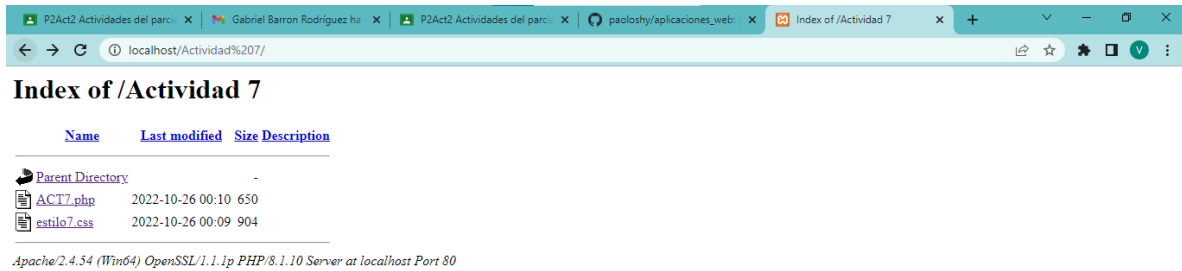 P2Act2 Actividades del parcia
Gabriel Barron Rodríguez ha
P2Act2 Actividades del parcia
paoloshy/aplicaciones_web:
Index of /Actividad 7
localhost/Actividad%207/
V
Index of /Actividad 7
Name Last modified Size Description
Parent Directory -
ACT7.php 2022-10-26 00:10 650
estilo7.css 2022-10-26 00:09 904
Apache/2.4.54 (Win64) OpenSSL/1.1.1p PHP/8.1.10 Server at localhost Port 80